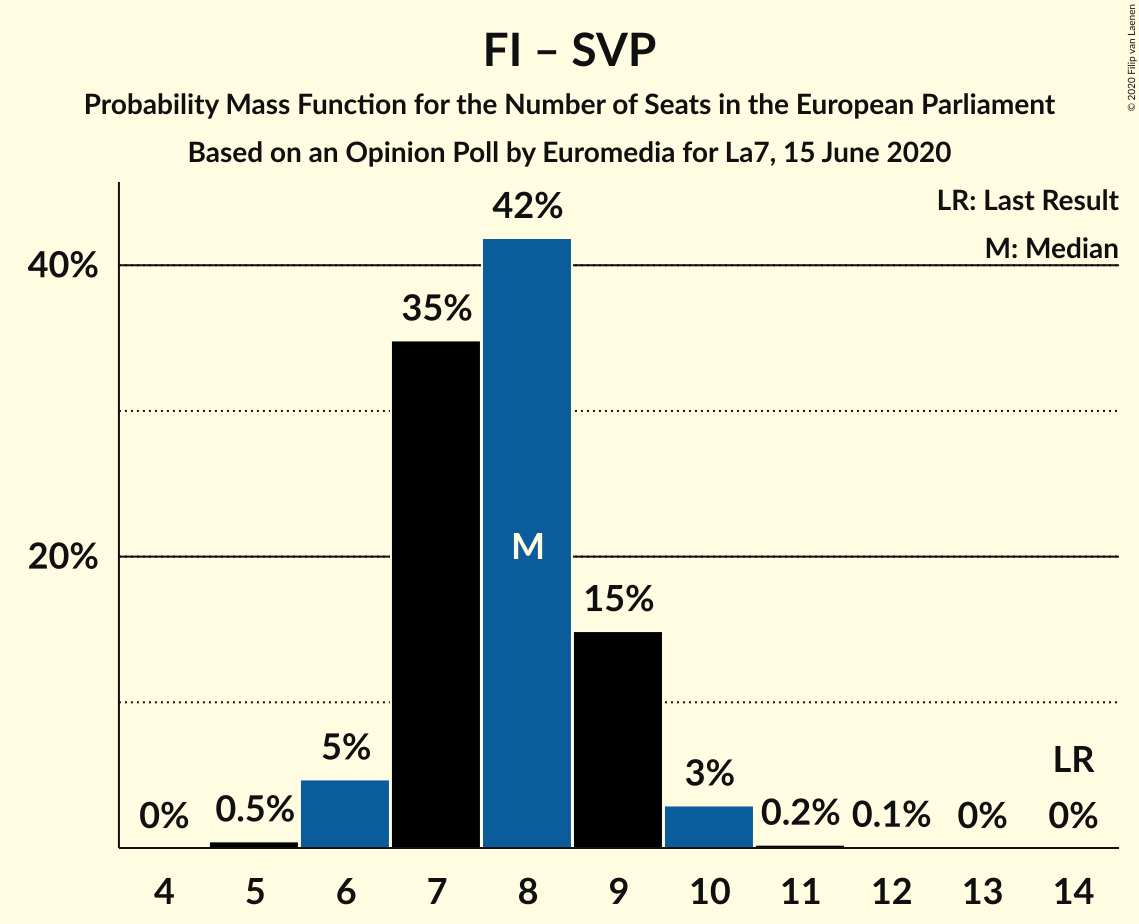 FI – SVP
Probability Mass Function for the Number of Seats in the European Parliament
Based on an Opinion Poll by Euromedia for La7, 15 June 2020
© 2020 Filip van Laenen
LR: Last Result
M: Median
40%
20%
0%
0.5%
5%
35%
42%
M
15%
3%
0.2%
0.1%
0%
LR
0%
4 5 6 7 8 9 10 11 12 13 14